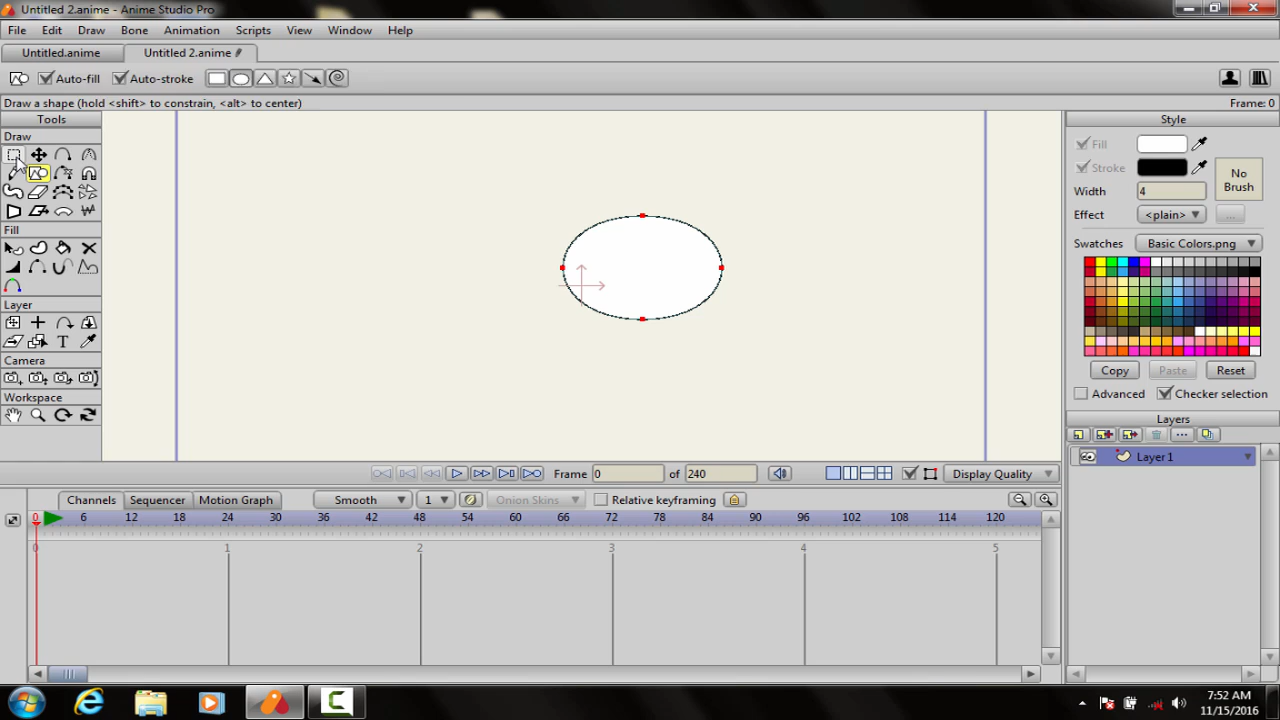 Untitled 2.anime - Anime Studio Pro
File Edit Draw Bone Animation Scripts View Window Help
Untitled.anime Untitled 2.anime
Auto-fill Auto-stroke
Draw a shape (hold <shift> to constrain, <alt> to center) Frame: 0
Tools
Draw
Fill
Layer
T
Camera
Workspace
Style
Fill
Stroke
No Brush
Width 4
Effect <plain> ...
Swatches Basic Colors.png
Copy Paste Reset
Advanced Checker selection
Layers
Layer 1
Frame 0 of 240 Display Quality
Channels Sequencer Motion Graph Smooth 1 Onion Skins Relative keyframing
0 6 12 18 24 30 36 42 48 54 60 66 72 78 84 90 96 102 108 114 120
0 1 2 3 4 5
7:52 AM
11/15/2016